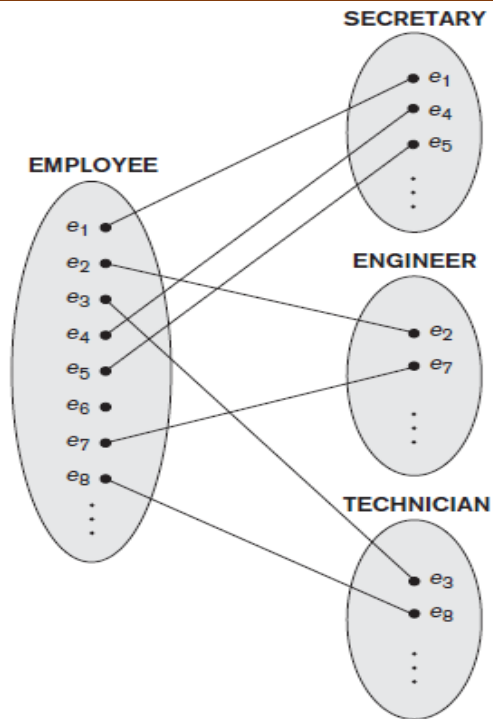 SECRETARY
e1
e4
e5
EMPLOYEE
e1
e2
e3
e4
e5
e6
e7
e8
ENGINEER
e2
e7
TECHNICIAN
e3
e8